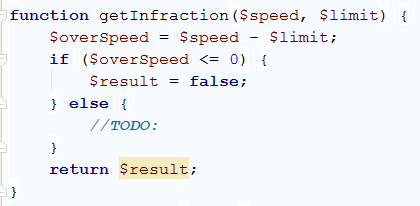 function getInfraction($speed, $limit) {
    $overSpeed = $speed - $limit;
    if ($overSpeed <= 0) {
        $result = false;
    } else {
        //TODO:
    }
    return $result;
}